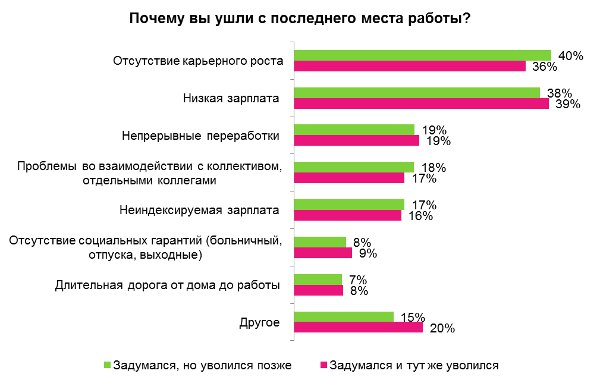 Почему вы ушли с последнего места работы?
Отсутствие карьерного роста
40%
36%
Низкая зарплата
38%
39%
Непрерывные переработки
19%
19%
Проблемы во взаимодействии с коллективом,
отдельными коллегами
18%
17%
Неиндексируемая зарплата
17%
16%
Отсутствие социальных гарантий (больничный,
отпуска, выходные)
8%
9%
Длительная дорога от дома до работы
7%
8%
Другое
15%
20%
Задумался, но уволился позже
Задумался и тут же уволился